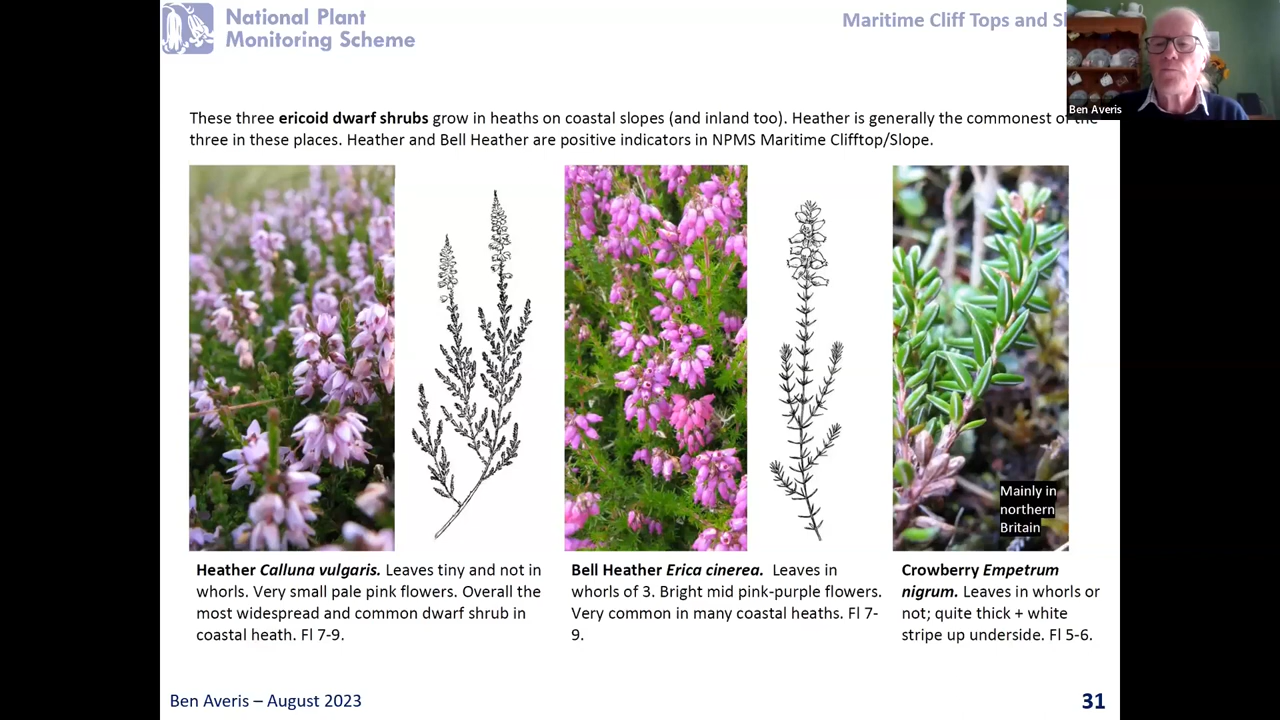 National Plant
Monitoring Scheme
Maritime Cliff Tops and
Ben Averis
These three ericoid dwarf shrubs grow in heaths on coastal slopes (and inland too). Heather is generally the commonest of the
three in these places. Heather and Bell Heather are positive indicators in NPMS Maritime Clifftop/Slope.
Mainly in
northern
Britain
Heather Calluna vulgaris. Leaves tiny and not in
whorls. Very small pale pink flowers. Overall the
most widespread and common dwarf shrub in
coastal heath. Fl 7-9.
Bell Heather Erica cinerea. Leaves in
whorls of 3. Bright mid pink-purple flowers.
Very common in many coastal heaths. Fl 7-
9.
Crowberry Empetrum
nigrum. Leaves in whorls or
not; quite thick + white
stripe up underside. Fl 5-6.
Ben Averis – August 2023
31